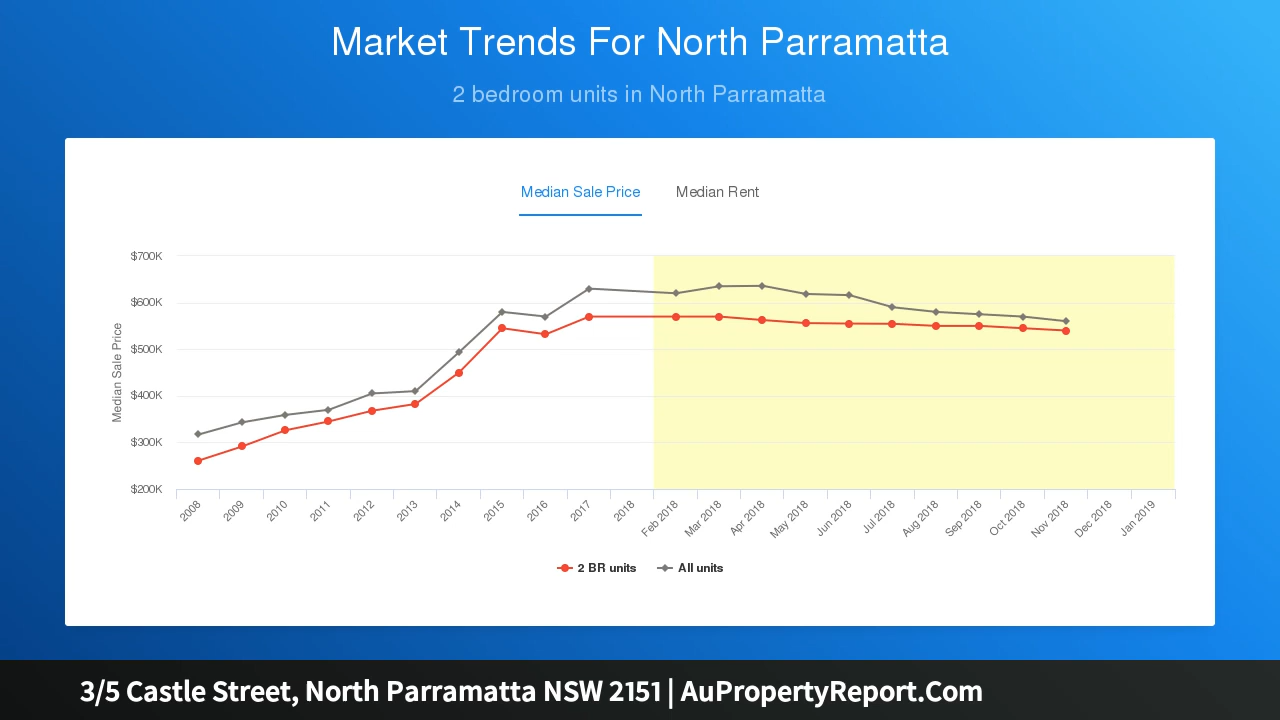 Market Trends For North Parramatta
2 bedroom units in North Parramatta
Median Sale Price
Median Rent
Median Sale Price
$700K
$600K
$500K
$400K
$300K
$200K
2008
2009
2010
2011
2012
2013
2014
2015
2016
2017
2018
Feb 2018
Mar 2018
Apr 2018
May 2018
Jun 2018
Jul 2018
Aug 2018
Sep 2018
Oct 2018
Nov 2018
Dec 2018
Jan 2019
2 BR units
All units
3/5 Castle Street, North Parramatta NSW 2151 | AuPropertyReport.Com